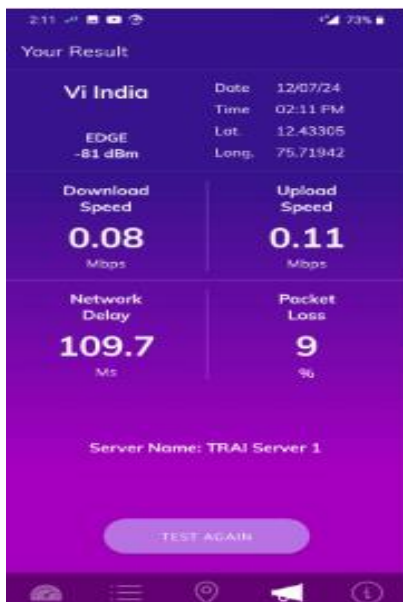 2:11 73%
Your Result
Vi India
EDGE
-81 dBm
Date 12/07/24
Time 02:11 PM
Lat. 12.43305
Long. 75.71942
Download
Speed
0.08
Mbps
Upload
Speed
0.11
Mbps
Network
Delay
109.7
Ms
Packet
Loss
9
%
Server Name: TRAI Server 1
TEST AGAIN